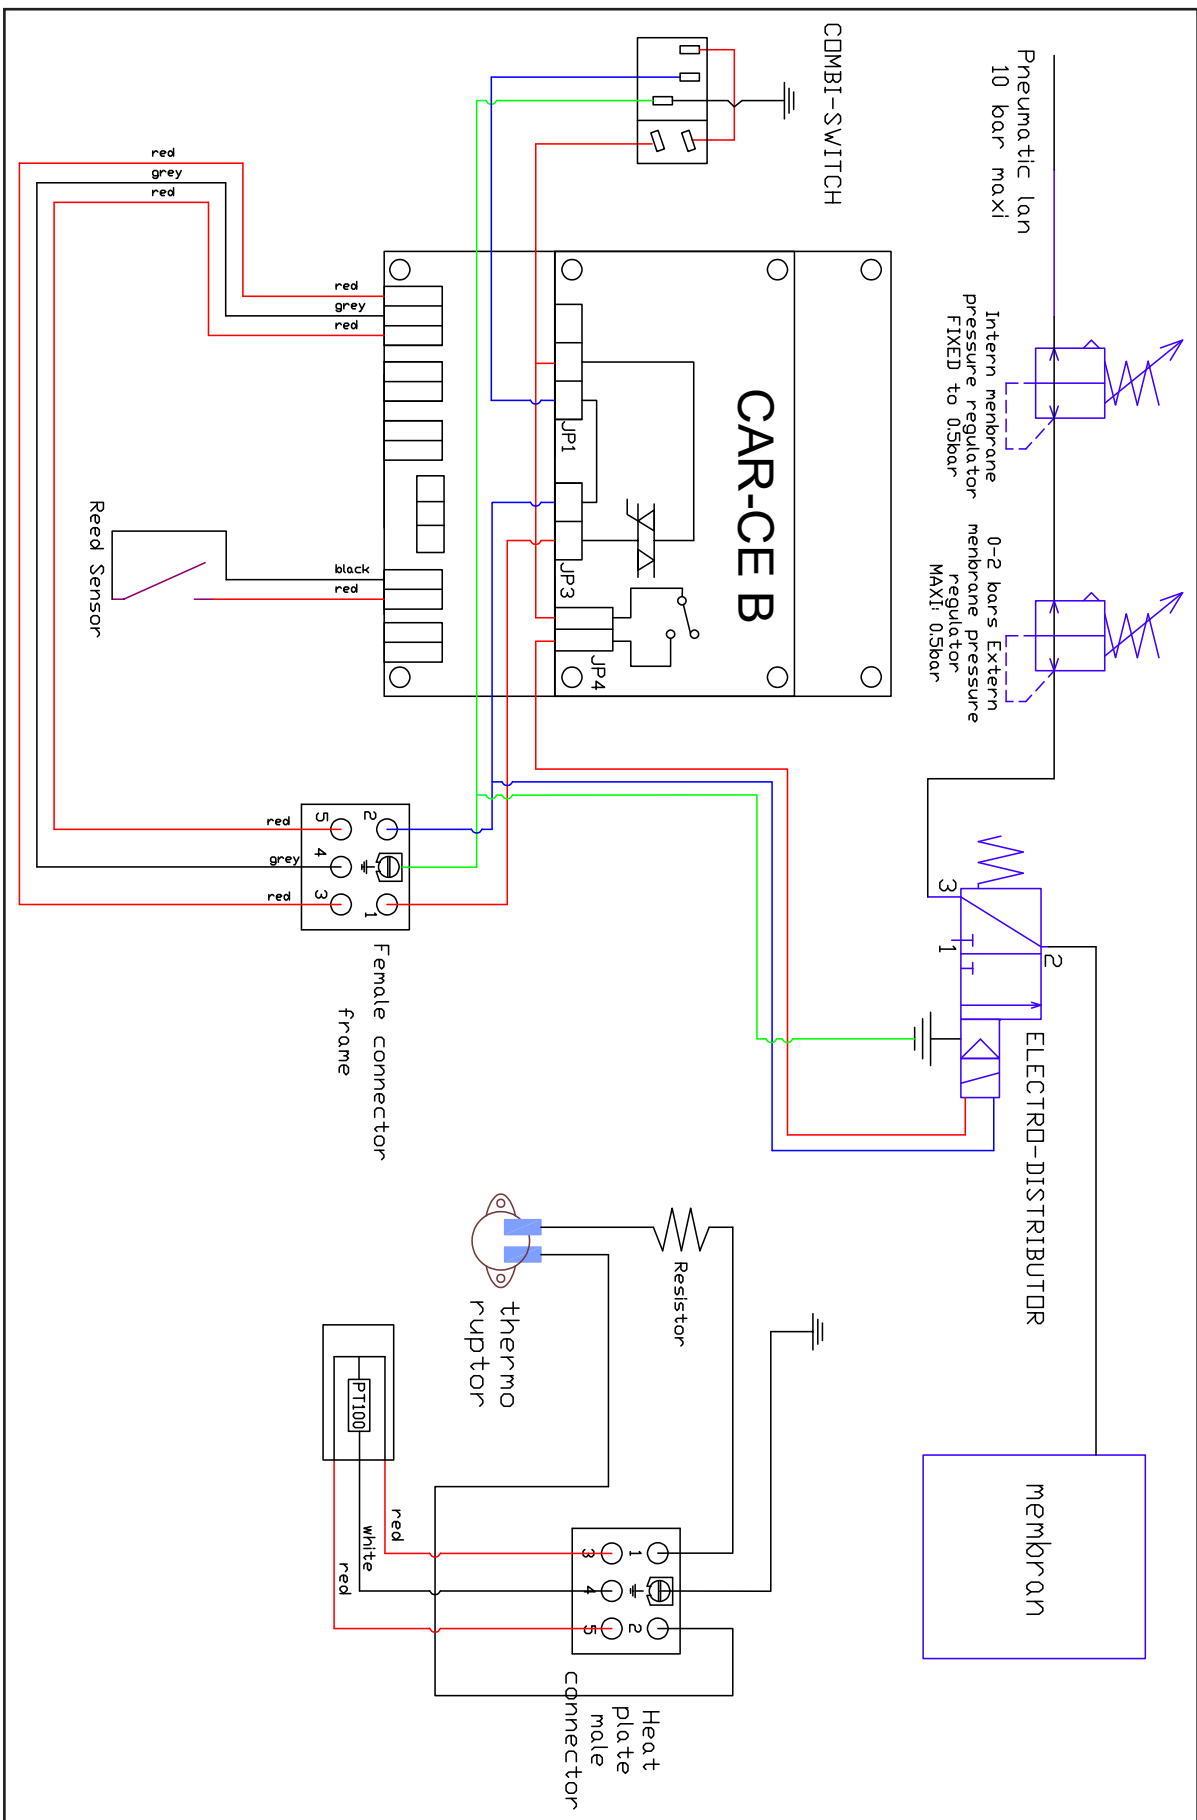 Pneumatic lan
10 bar maxi
Intern menbrane
pressure regulator
FIXED to 0.5bar
0-2 bars Extern
menbrane pressure
regulator
MAXI: 0.5bar
3
1
2
ELECTRO-DISTRIBUTOR
membran
COMBI-SWITCH
CAR-CE B
JP1
JP3
JP4
red
grey
red
red
grey
red
black
red
Reed Sensor
red
grey
red
5
2
4
3
1
Female connector
frame
thermo
ruptor
Resistor
PT100
red
white
red
3
1
4
5
2
Heat
plate
male
connector